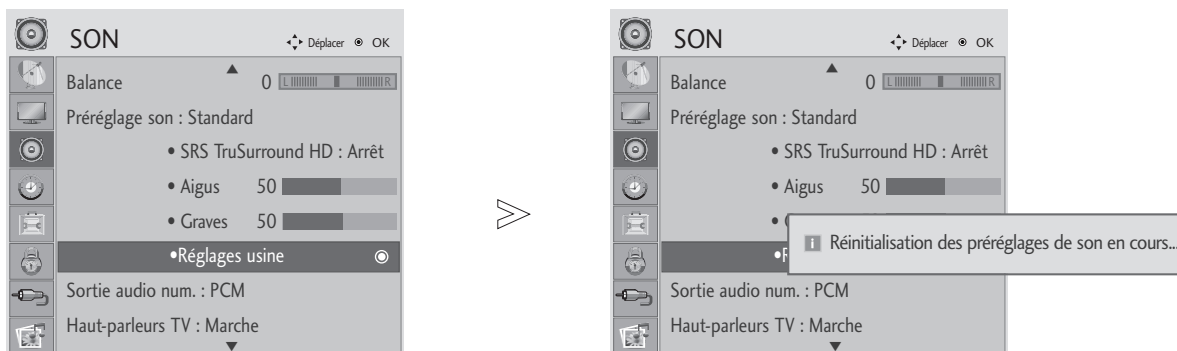 SON
Déplacer OK
Balance 0 L R
Préréglage son : Standard
• SRS TruSurround HD : Arrêt
• Aigus 50
• Graves 50
•Réglages usine
Sortie audio num. : PCM
Haut-parleurs TV : Marche
>
SON
Déplacer OK
Balance 0 L R
Préréglage son : Standard
• SRS TruSurround HD : Arrêt
• Aigus 50
Réinitialisation des préréglages de son en cours...
Sortie audio num. : PCM
Haut-parleurs TV : Marche